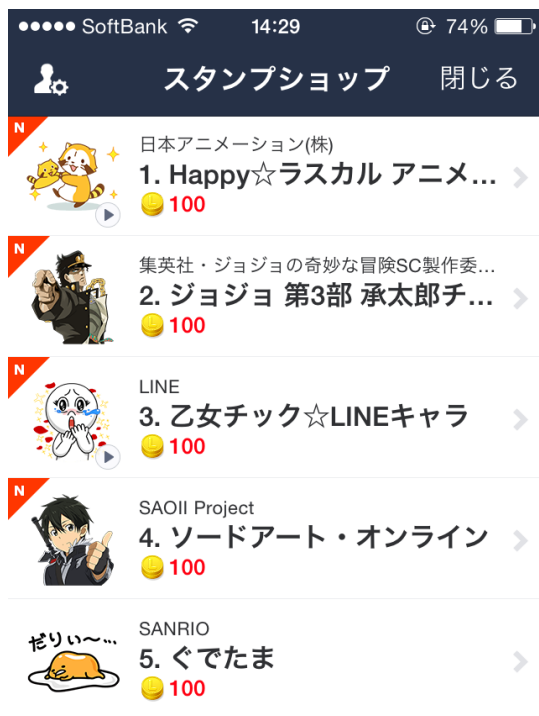 SoftBank 14:29 74%
スタンプショップ 閉じる
N
日本アニメーション(株)
1. Happy☆ラスカル アニメ...
100
N
集英社・ジョジョの奇妙な冒険SC製作委...
2. ジョジョ 第3部 承太郎チ...
100
N
LINE
3. 乙女チック☆LINEキャラ
100
N
SAOII Project
4. ソードアート・オンライン
100
だりぃ〜…
SANRIO
5. ぐでたま
100